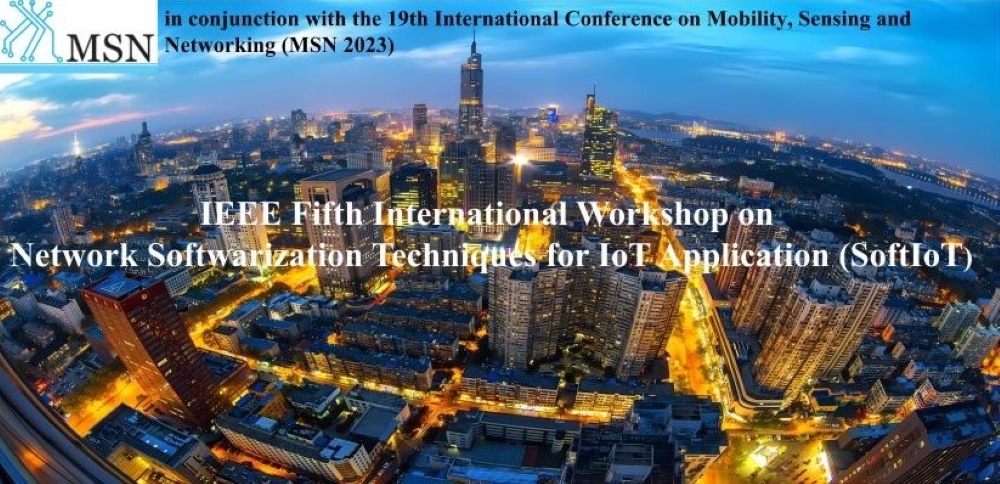 MSN
in conjunction with the 19th International Conference on Mobility, Sensing and
Networking (MSN 2023)
IEEE Fifth International Workshop on
Network Softwarization Techniques for IoT Application (SoftIoT)